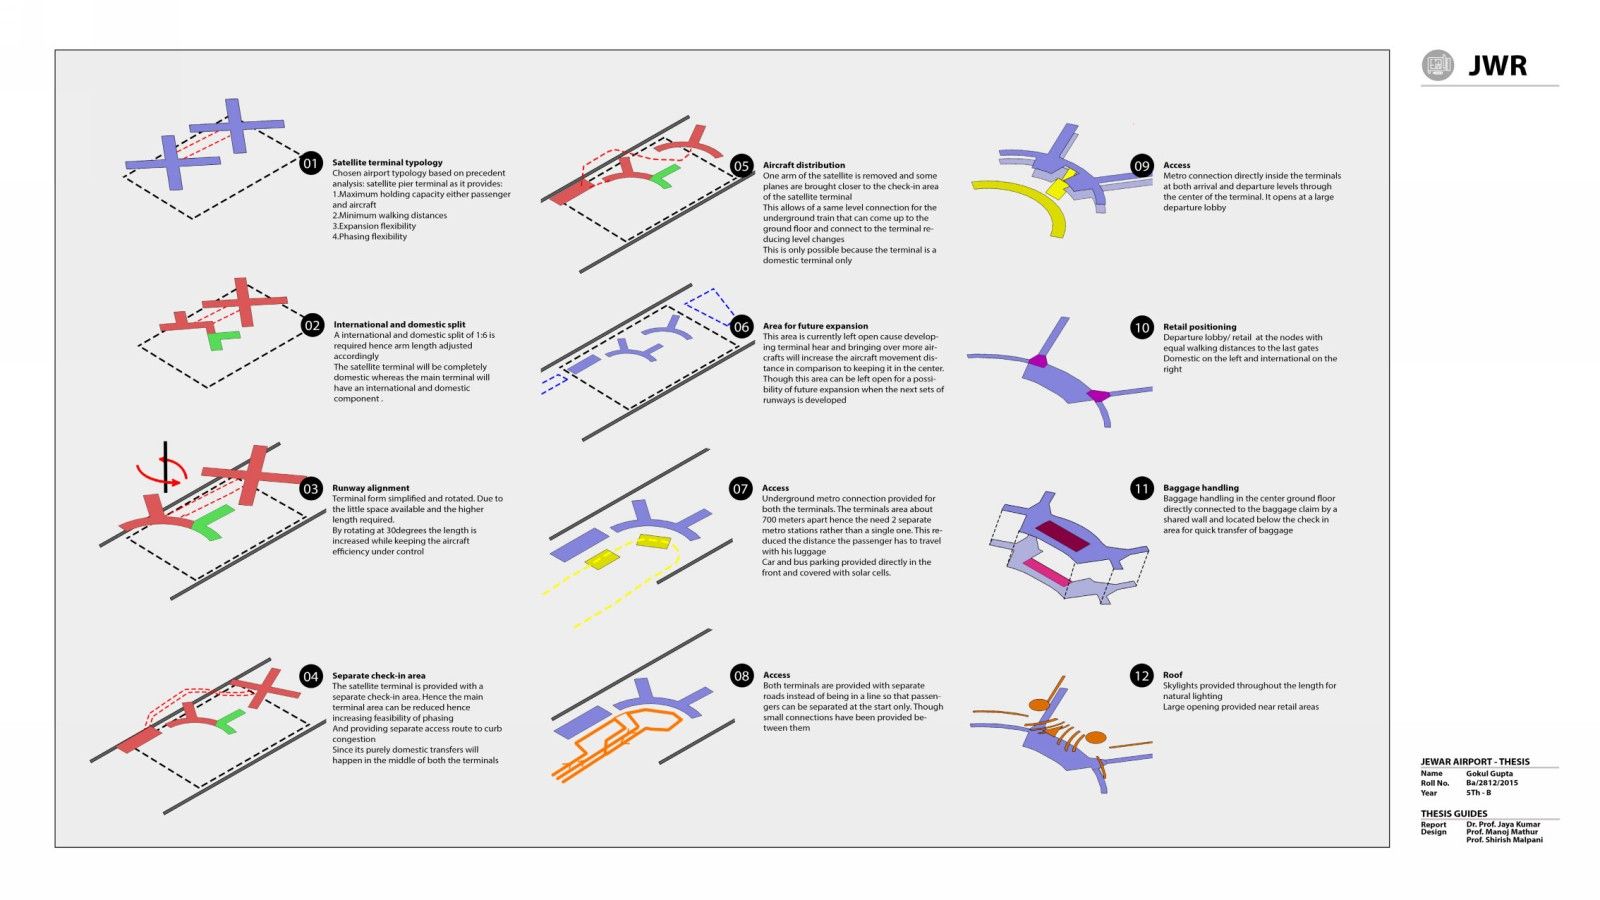 JWR
01
Satellite terminal typology
Chosen airport typology based on precedent
analysis: satellite pier terminal as it provides:
1.Maximum holding capacity either passenger
and aircraft
2.Minimum walking distances
3.Expansion flexibility
4.Phasing flexibility
02
International and domestic split
A international and domestic split of 1:6 is
required hence arm length adjusted
accordingly
The satellite terminal will be completely
domestic whereas the main terminal will
have an international and domestic
component .
03
Runway alignment
Terminal form simplified and rotated. Due to
the little space available and the higher
length required.
By rotating at 30degrees the length is
increased while keeping the aircraft
efficiency under control
04
Separate check-in area
The satellite terminal is provided with a
separate check-in area. Hence the main
terminal area can be reduced hence
increasing feasibility of phasing
And providing separate access route to curb
congestion
Since its purely domestic transfers will
happen in the middle of both the terminals
05
Aircraft distribution
One arm of the satellite is removed and some
planes are brought closer to the check-in area
of the satellite terminal
This allows of a same level connection for the
underground train that can come up to the
ground floor and connect to the terminal re-
ducing level changes
This is only possible because the terminal is a
domestic terminal only
06
Area for future expansion
This area is currently left open cause develop-
ing terminal hear and bringing over more air-
crafts will increase the aircraft movement dis-
tance in comparison to keeping it in the center.
Though this area can be left open for a possi-
bility of future expansion when the next sets of
runways is developed
07
Access
Underground metro connection provided for
both the terminals. The terminals area about
700 meters apart hence the need 2 separate
metro stations rather than a single one. This re-
duced the distance the passenger has to travel
with his luggage
Car and bus parking provided directly in the
front and covered with solar cells.
08
Access
Both terminals are provided with separate
roads instead of being in a line so that passen-
gers can be separated at the start only. Though
small connections have been provided be-
tween them
09
Access
Metro connection directly inside the terminals
at both arrival and departure levels through
the center of the terminal. It opens at a large
departure lobby
10
Retail positioning
Departure lobby/ retail at the nodes with
equal walking distances to the last gates
Domestic on the left and international on the
right
11
Baggage handling
Baggage handling in the center ground floor
directly connected to the baggage claim by a
shared wall and located below the check in
area for quick transfer of baggage
12
Roof
Skylights provided throughout the length for
natural lighting
Large opening provided near retail areas
JEWAR AIRPORT - THESIS
Name Gokul Gupta
Roll No. Ba/2812/2015
Year 5Th - B
THESIS GUIDES
Report Dr. Prof. Jaya Kumar
Design Prof. Manoj Mathur
Prof. Shirish Malpani